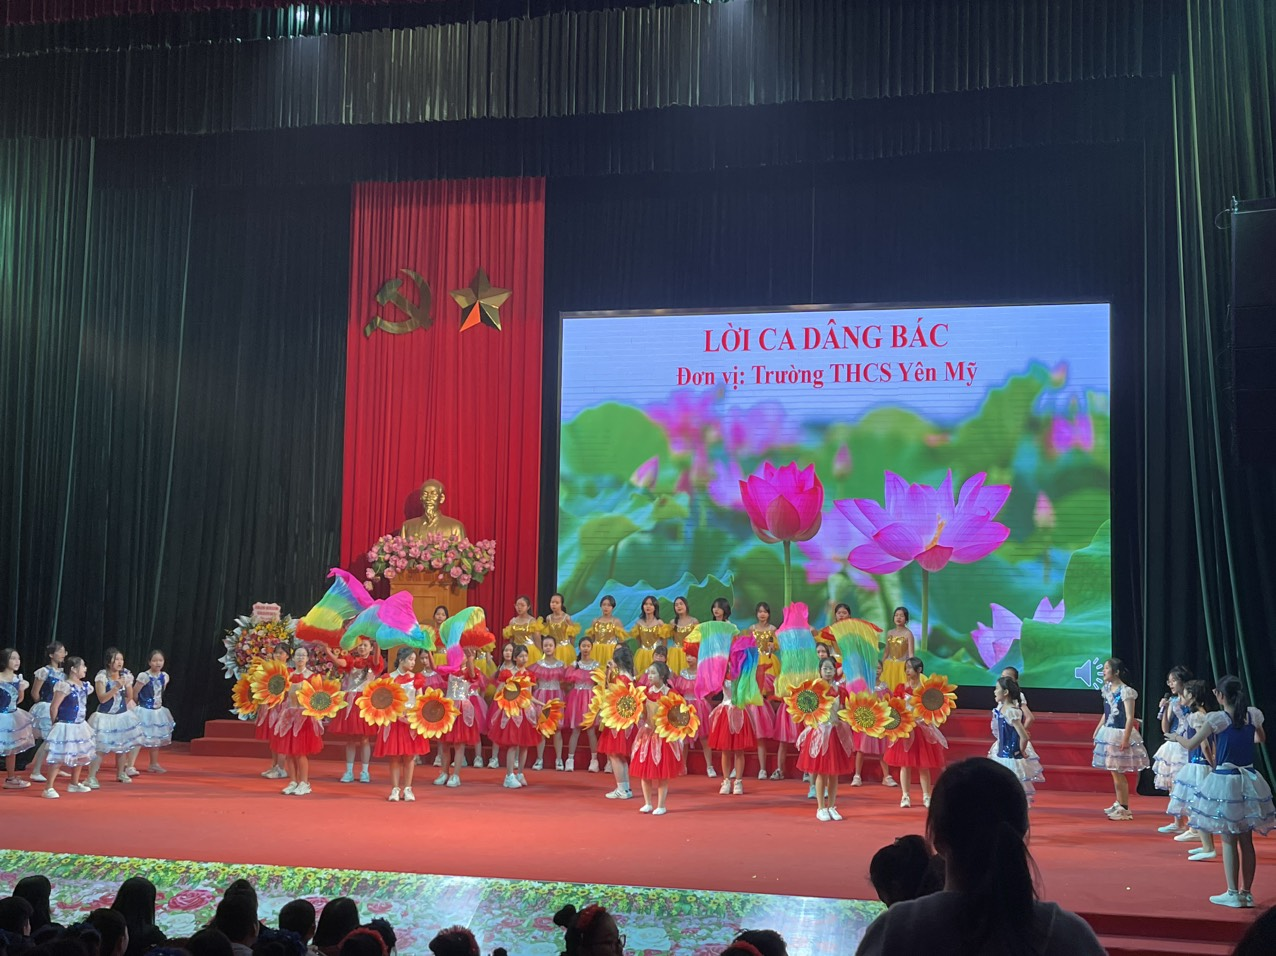 LỜI CA DÂNG BÁC
Đơn vị: Trường THCS Yên Mỹ